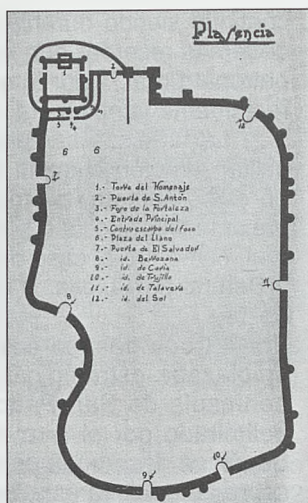 Plasencia
1
2
3
4
6 6
7
8
9
10
11
12
1.- Torre del Homenaje
2.- Puerta de S. Antón
3.- Foso de la Fortaleza
4.- Entrada Principal
5.- Contraescarpa del foso
6.- Plaza del Llano
7.- Puerta de El Salvador
8.- id. Berrozana
9.- id. de Coria
10.- id. de Trujillo
11.- id. de Talavera
12.- id. del Sol